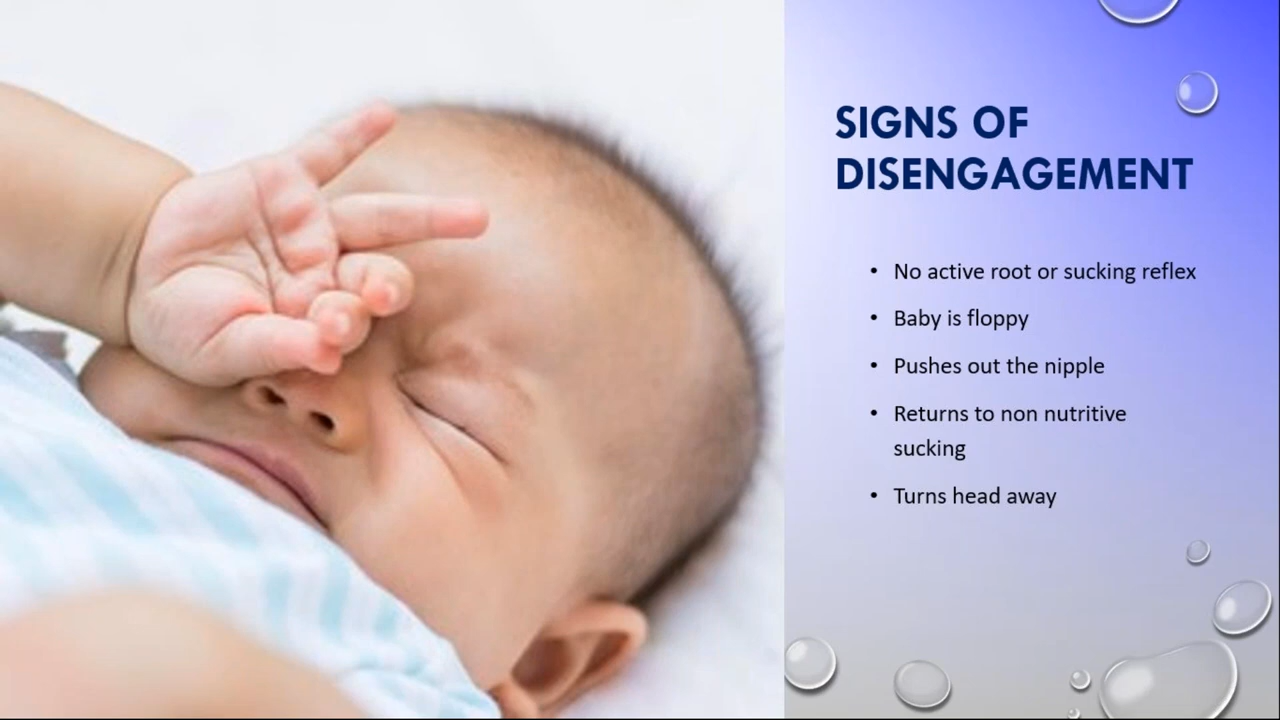 SIGNS OF
DISENGAGEMENT
• No active root or sucking reflex
• Baby is floppy
• Pushes out the nipple
• Returns to non nutritive
sucking
• Turns head away